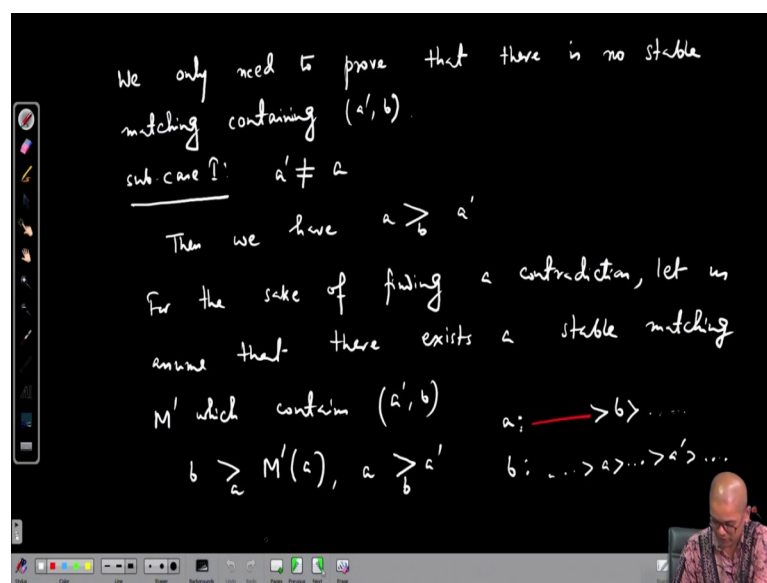 We only need to prove that there is no stable
matching containing (a', b).
sub-case I: a' ≠ a
Then we have a >_b a'
For the sake of finding a contradiction, let us
assume that there exists a stable matching
M' which contains (a', b)
a: ——— > b > .....
b >_a M'(a), a >_b a'
b: ....> a >...> a' > ....